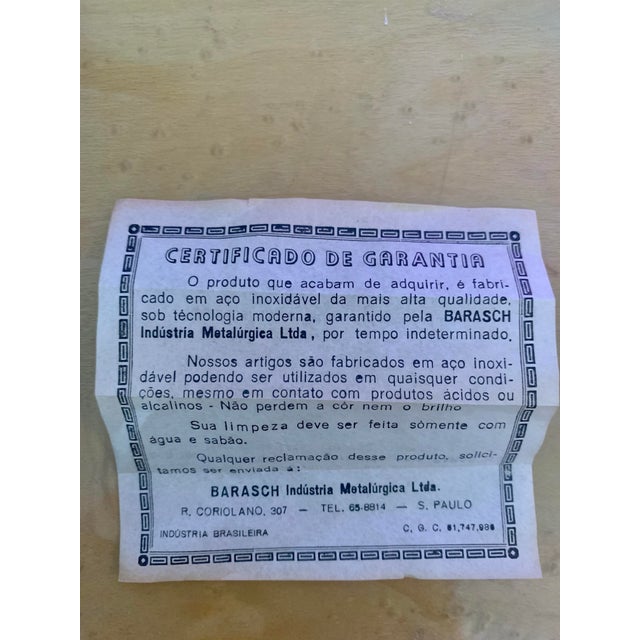 CERTIFICADO DE GARANTIA
O produto que acabam de adquirir, é fabri-
cado em aço inoxidável da mais alta qualidade,
sob técnologia moderna, garantido pela BARASCH
Indústria Metalúrgica Ltda, por tempo indeterminado.
Nossos artigos são fabricados em aço inoxi-
dável podendo ser utilizados em quaisquer condi-
ções, mesmo em contato com produtos ácidos ou
alcalinos - Não perdem a côr nem o brilho
Sua limpeza deve ser feita sòmente com
água e sabão.
Qualquer reclamação desse produto, solici-
tamos ser enviada á:
BARASCH Indústria Metalúrgica Ltda.
R. CORIOLANO, 307 — TEL. 65-8814 — S. PAULO
INDÚSTRIA BRASILEIRA C. G. C. 61,747,986